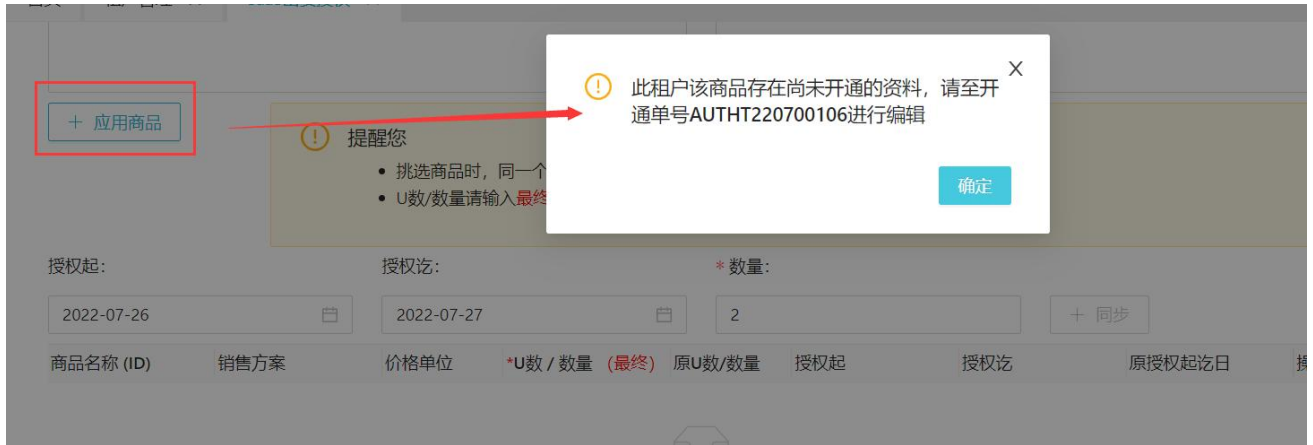 此租户该商品存在尚未开通的资料，请至开
通单号AUTHT220700106进行编辑
X
确定
+ 应用商品
提醒您
• 挑选商品时，同一个
• U数/数量请输入最终
授权起：
授权讫：
* 数量：
2022-07-26
2022-07-27
2
+ 同步
商品名称 (ID)
销售方案
价格单位
*U数 / 数量 (最终)
原U数/数量
授权起
授权讫
原授权起讫日